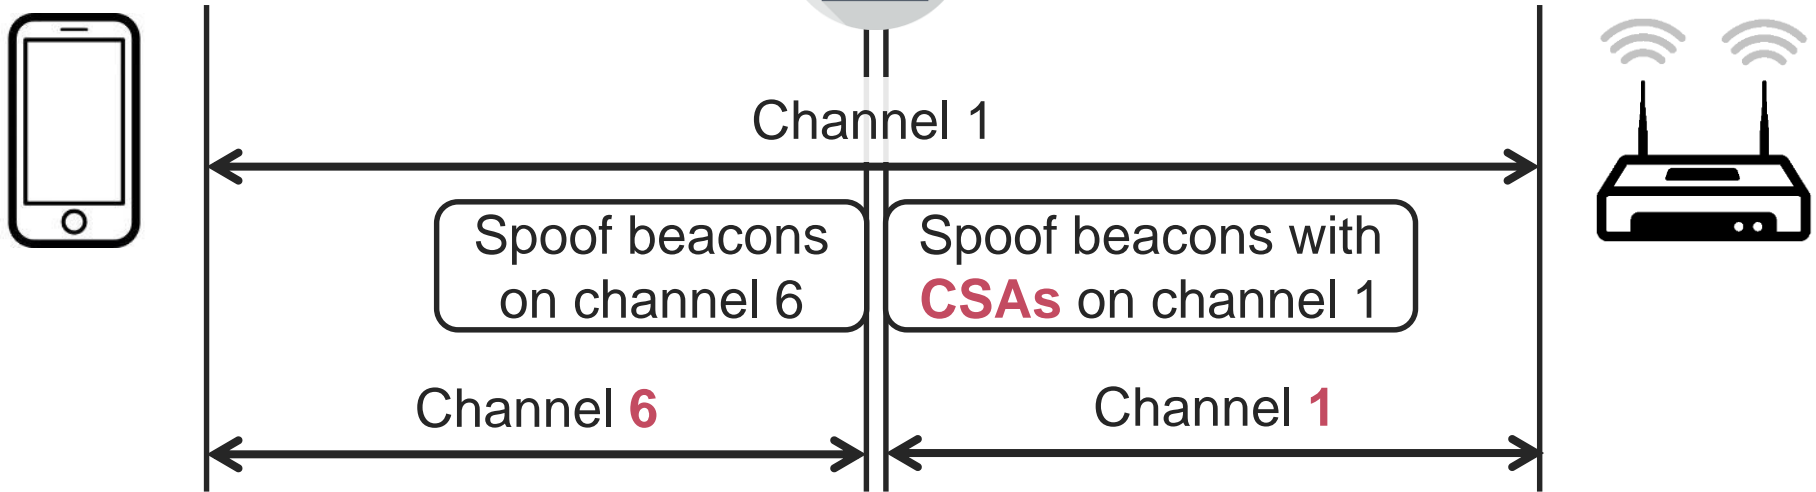 Channel 1
Spoof beacons
on channel 6
Spoof beacons with
CSAs on channel 1
Channel 6
Channel 1